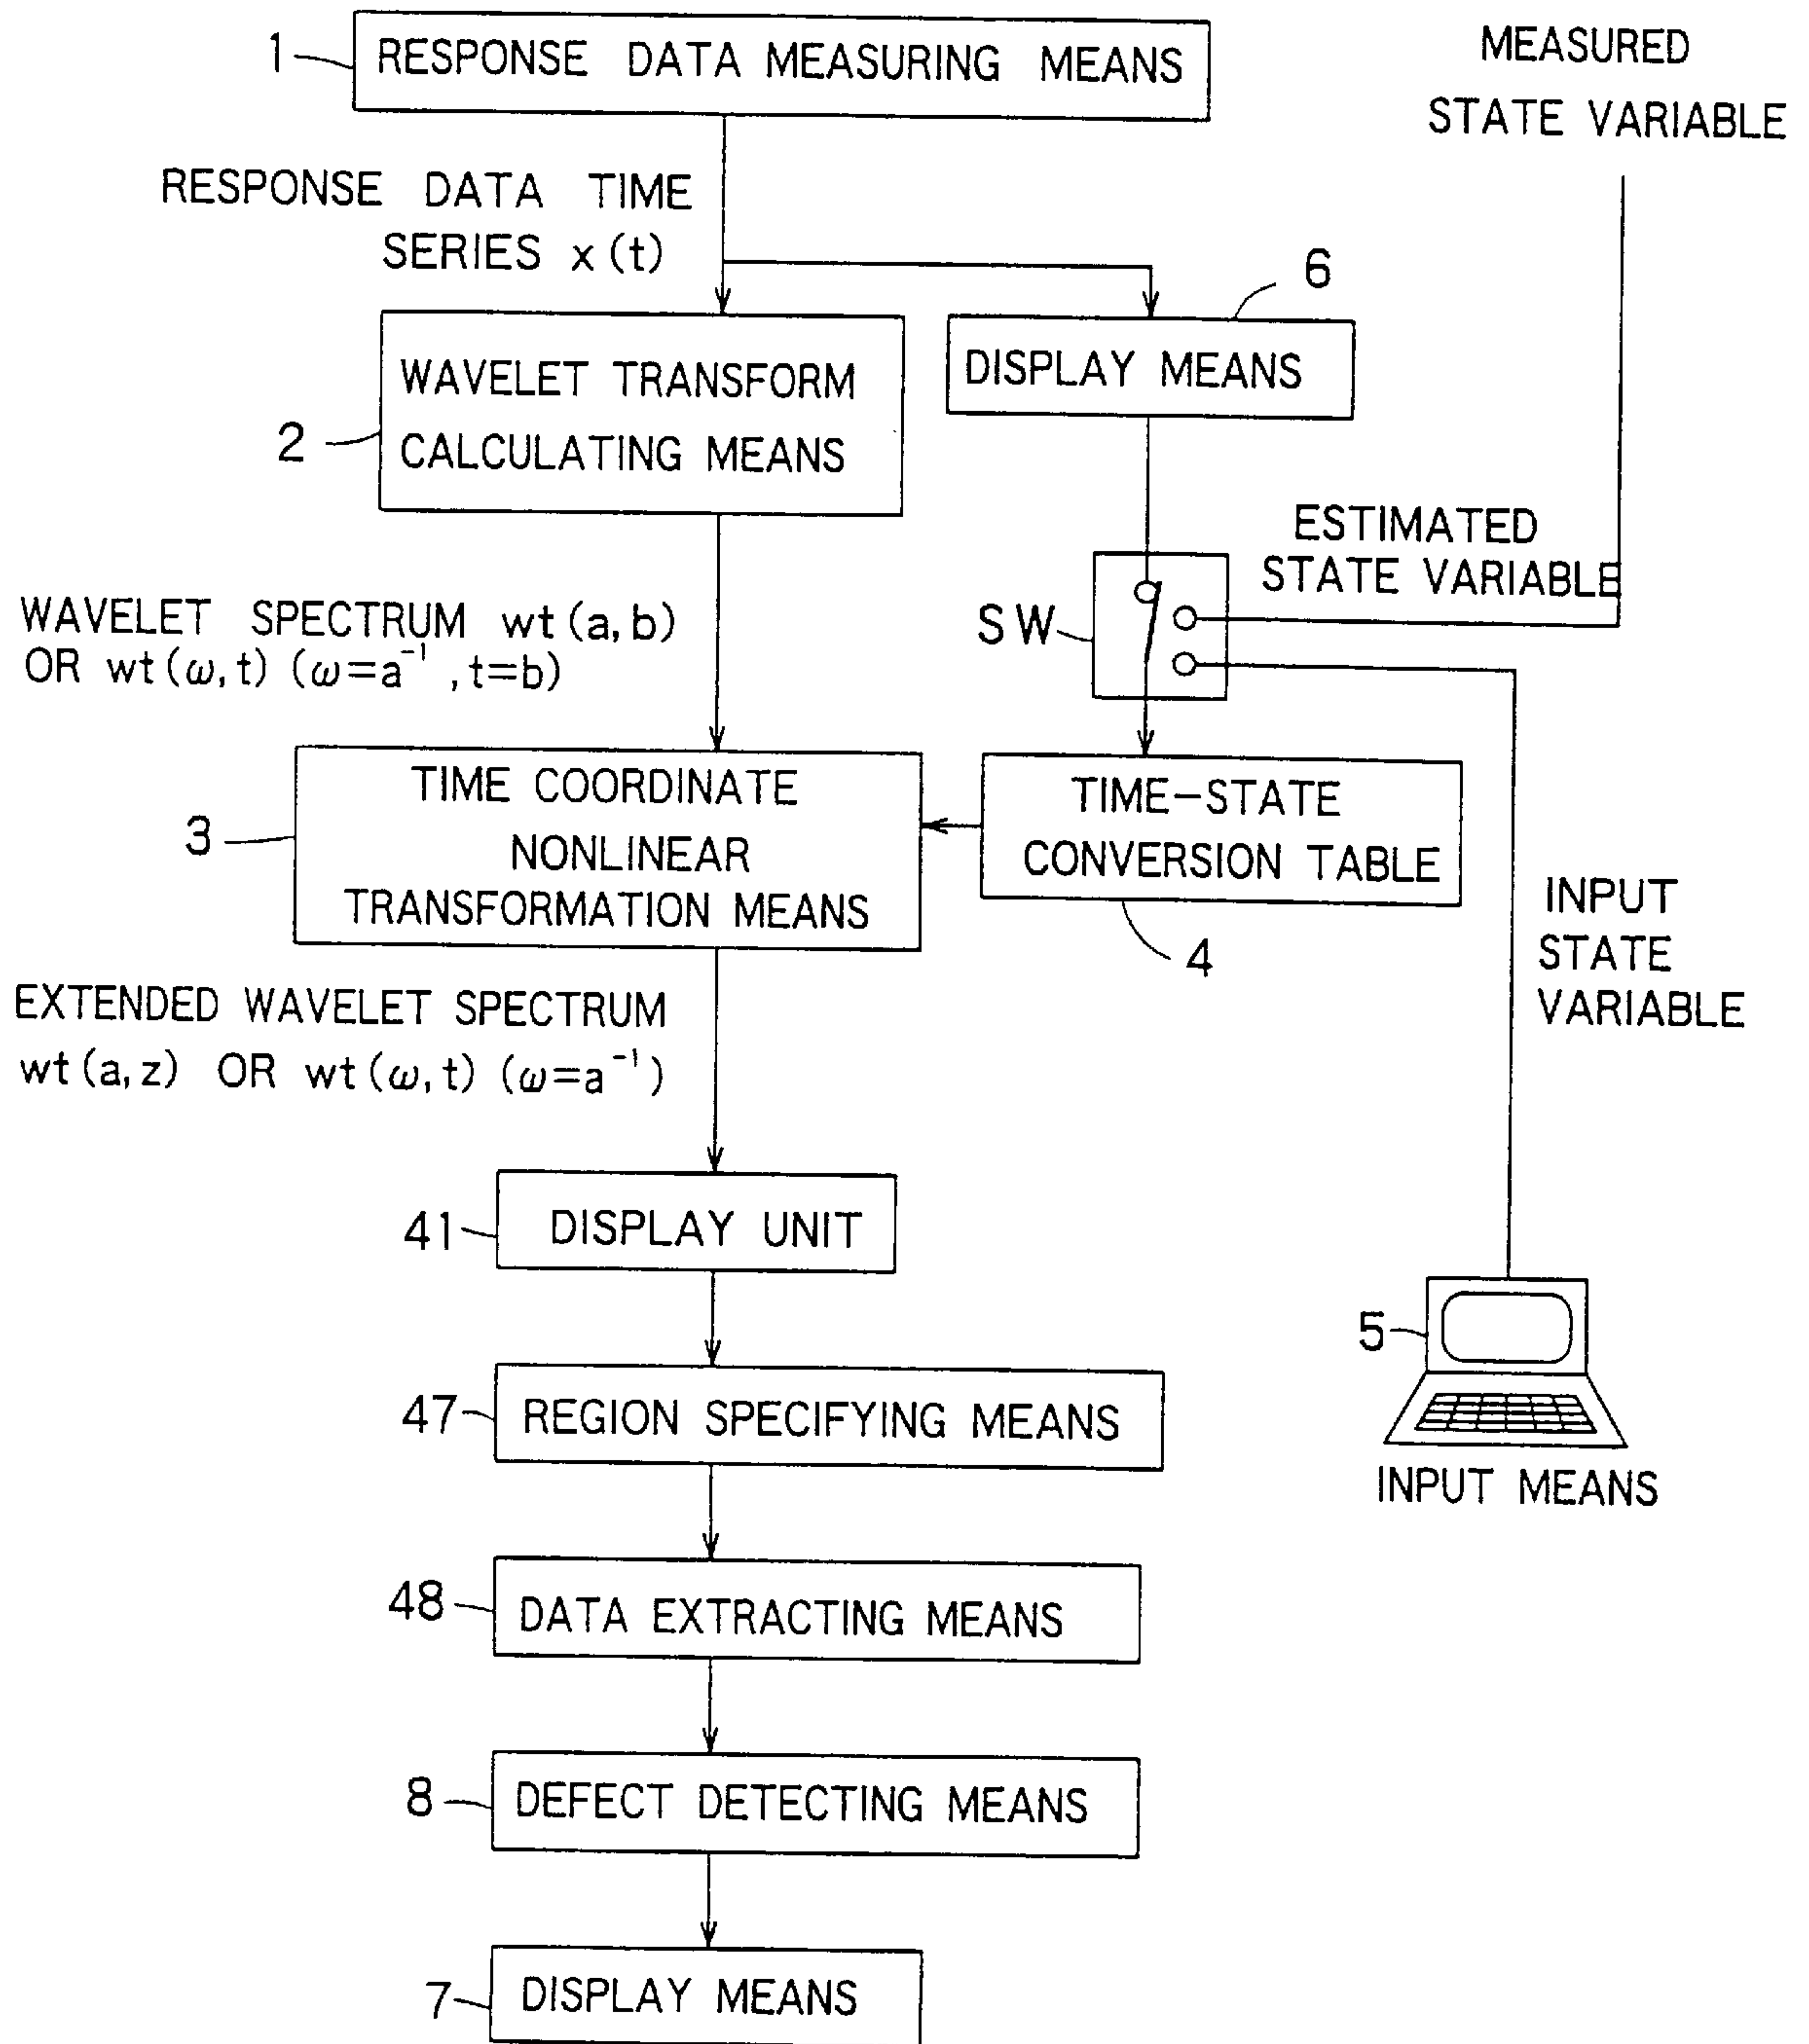 1
RESPONSE DATA MEASURING MEANS
MEASURED
STATE VARIABLE
RESPONSE DATA TIME
SERIES x(t)
6
DISPLAY MEANS
2
WAVELET TRANSFORM
CALCULATING MEANS
ESTIMATED
STATE VARIABLE
SW
WAVELET SPECTRUM wt(a,b)
OR wt(ω,t) (ω=a⁻¹,t=b)
3
TIME COORDINATE
NONLINEAR
TRANSFORMATION MEANS
TIME-STATE
CONVERSION TABLE
4
INPUT
STATE
VARIABLE
EXTENDED WAVELET SPECTRUM
wt(a,z) OR wt(ω,t) (ω=a⁻¹)
41
DISPLAY UNIT
5
INPUT MEANS
47
REGION SPECIFYING MEANS
48
DATA EXTRACTING MEANS
8
DEFECT DETECTING MEANS
7
DISPLAY MEANS